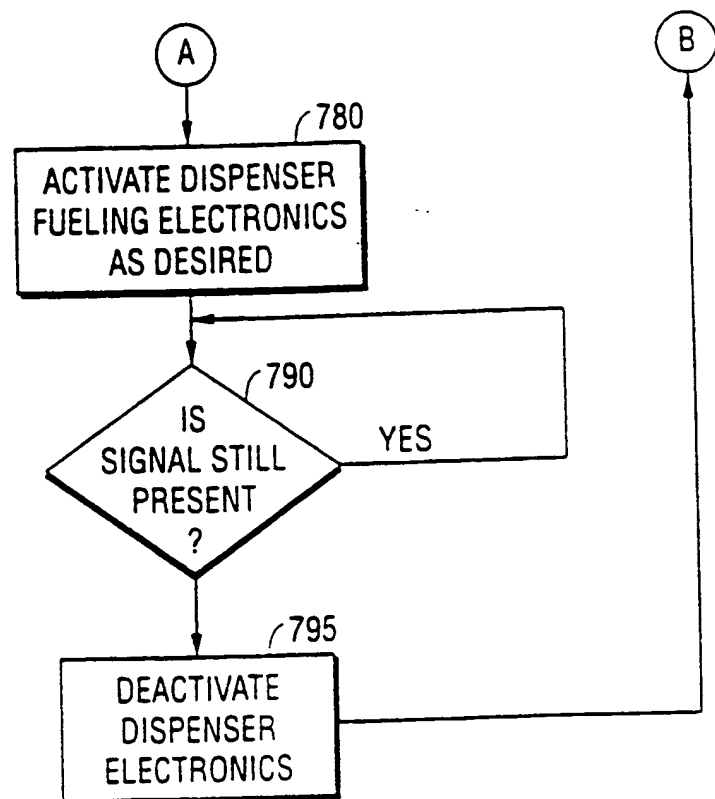 A
B
780
ACTIVATE DISPENSER
FUELING ELECTRONICS
AS DESIRED
790
IS
SIGNAL STILL
PRESENT
?
YES
795
DEACTIVATE
DISPENSER
ELECTRONICS